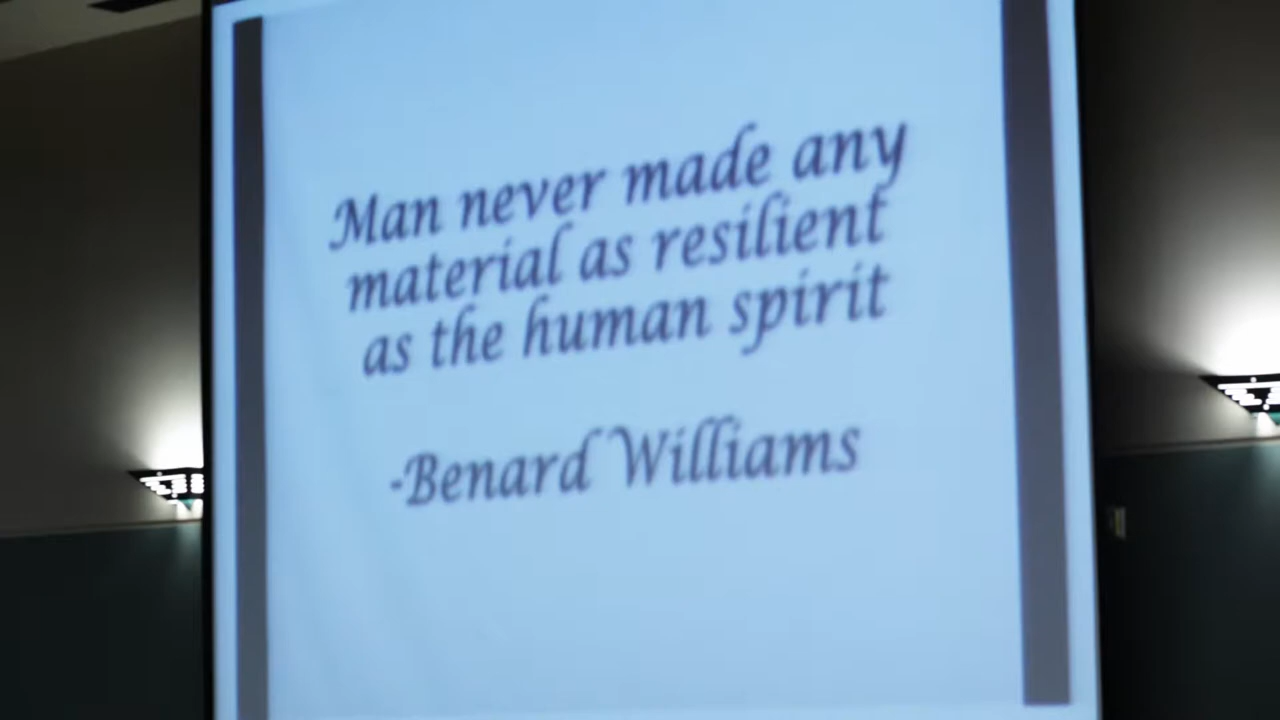 Man never made any
material as resilient
as the human spirit
-Benard Williams